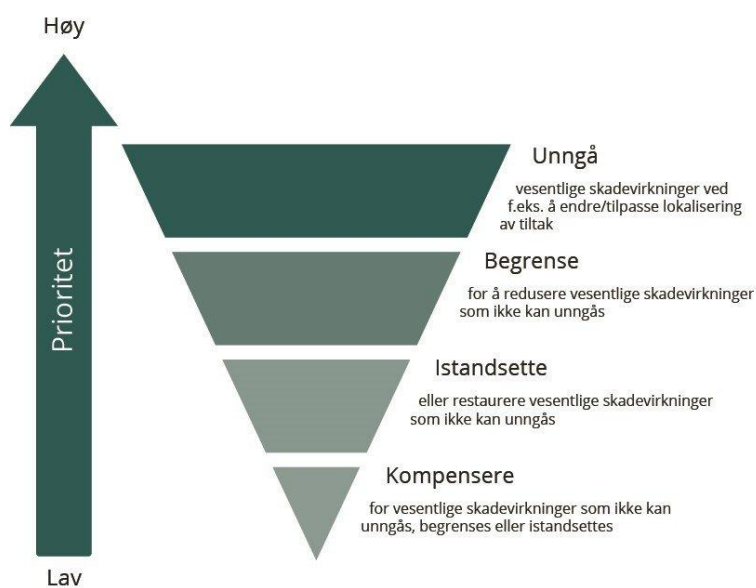 Høy
Prioritet
Unngå
vesentlige skadevirkninger ved
f.eks. å endre/tilpasse lokalisering
av tiltak
Begrense
for å redusere vesentlige skadevirkninger
som ikke kan unngås
Istandsette
eller restaurere vesentlige skadevirkninger
som ikke kan unngås
Kompensere
for vesentlige skadevirkninger som ikke kan
unngås, begrenses eller istandsettes
Lav